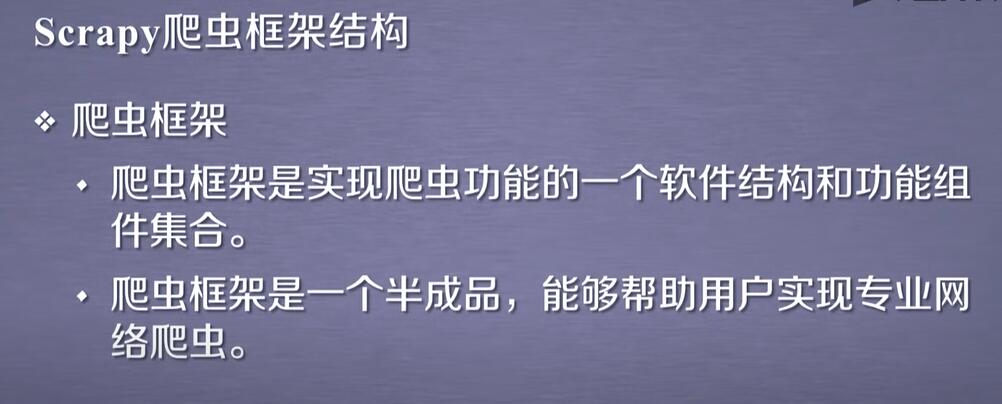 Scrapy爬虫框架结构
爬虫框架
爬虫框架是实现爬虫功能的一个软件结构和功能组
件集合。
爬虫框架是一个半成品，能够帮助用户实现专业网
络爬虫。